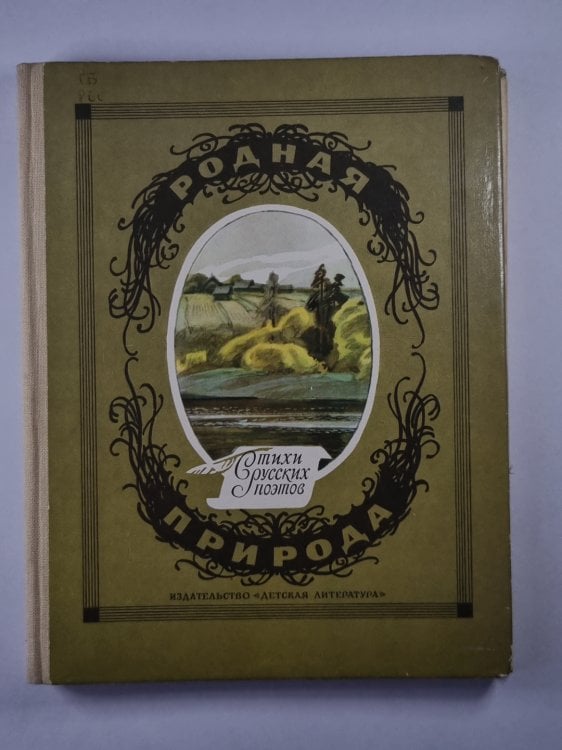 РОДНАЯ
Стихи
русских
поэтов
ПРИРОДА
ИЗДАТЕЛЬСТВО «ДЕТСКАЯ ЛИТЕРАТУРА»